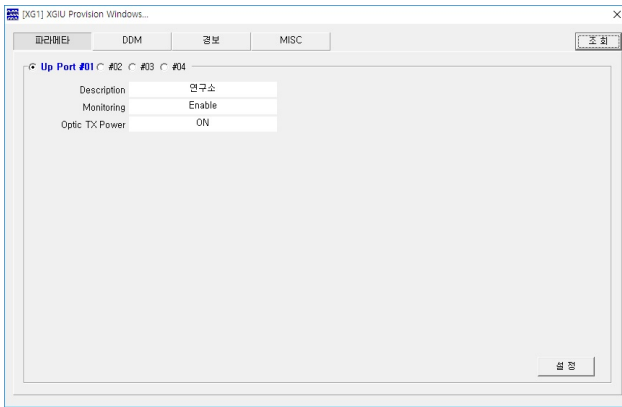 [XG1] XGIU Provision Windows...
파라메타 DDM 경보 MISC 조회
Up Port #01 #02 #03 #04
Description 연구소
Monitoring Enable
Optic TX Power ON
설정